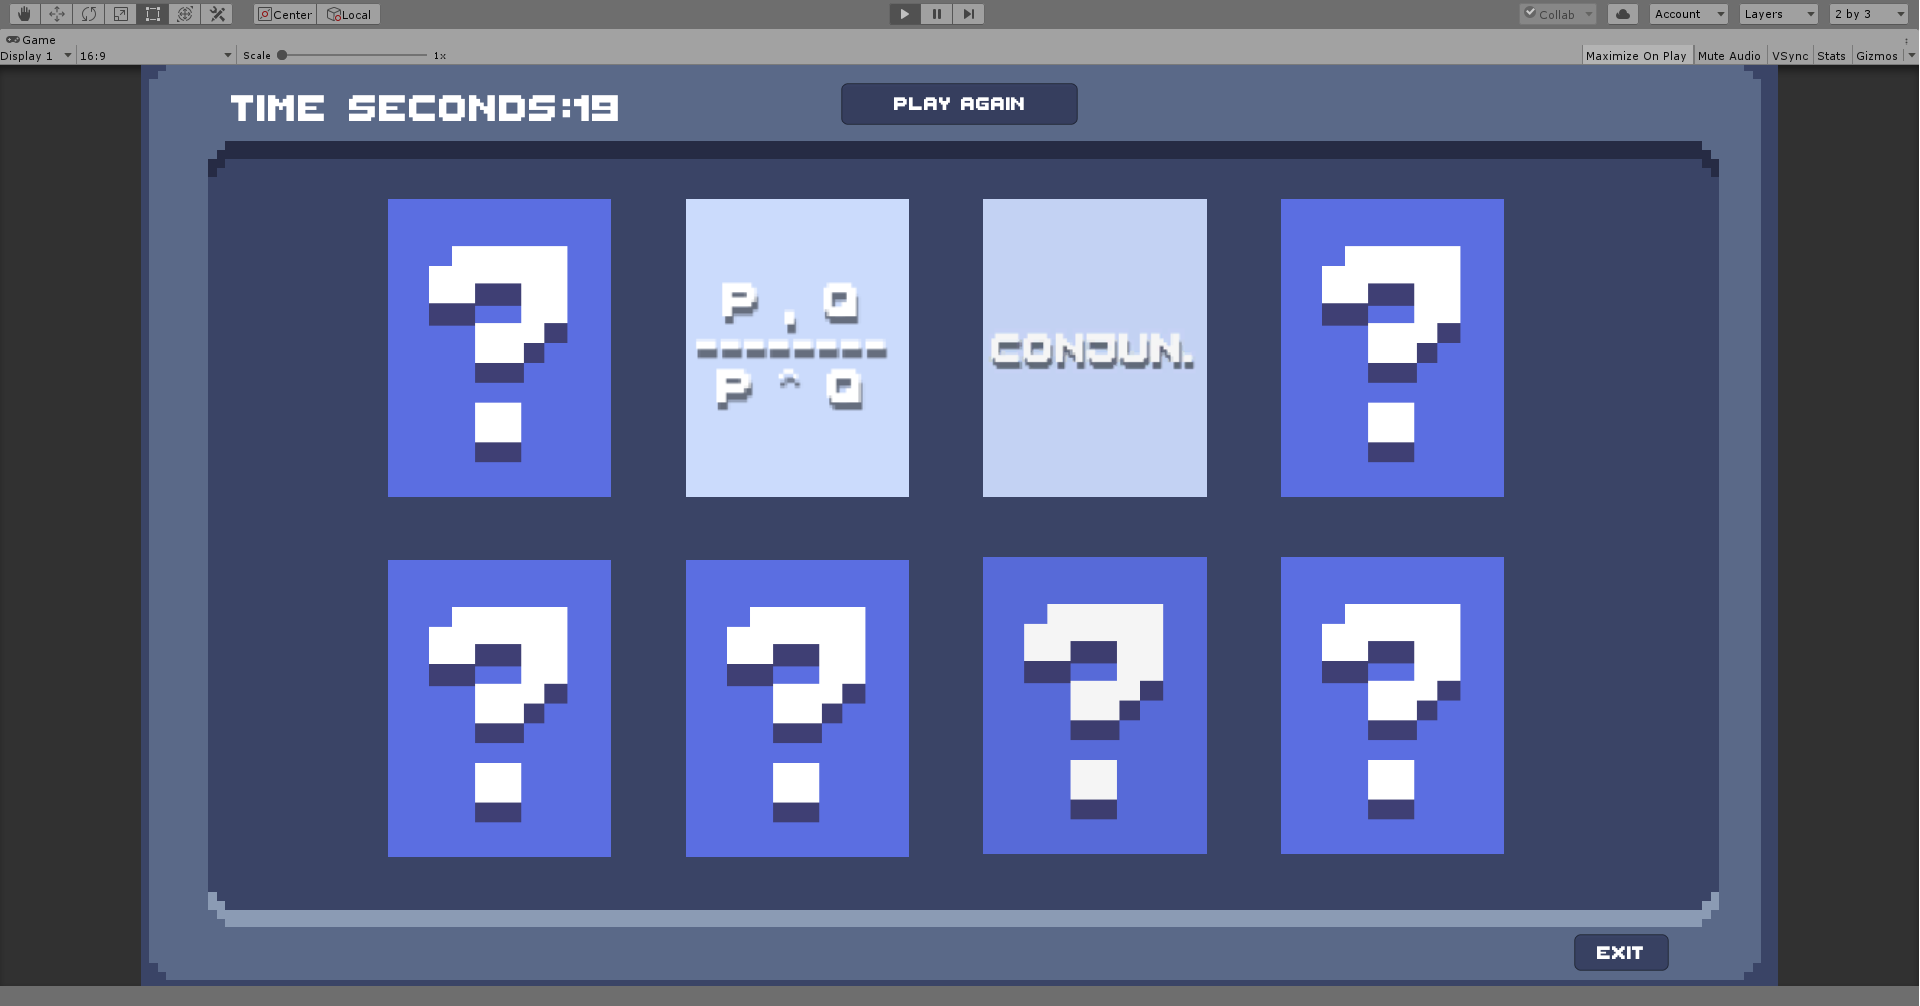 Center Local
Collab Account Layers 2 by 3
Game
Display 1 16:9 Scale 1x Maximize On Play Mute Audio VSync Stats Gizmos
TIME SECONDS:19
PLAY AGAIN
? P , Q
--------
P ^ Q
CONJUN.
?
? ? ? ?
EXIT